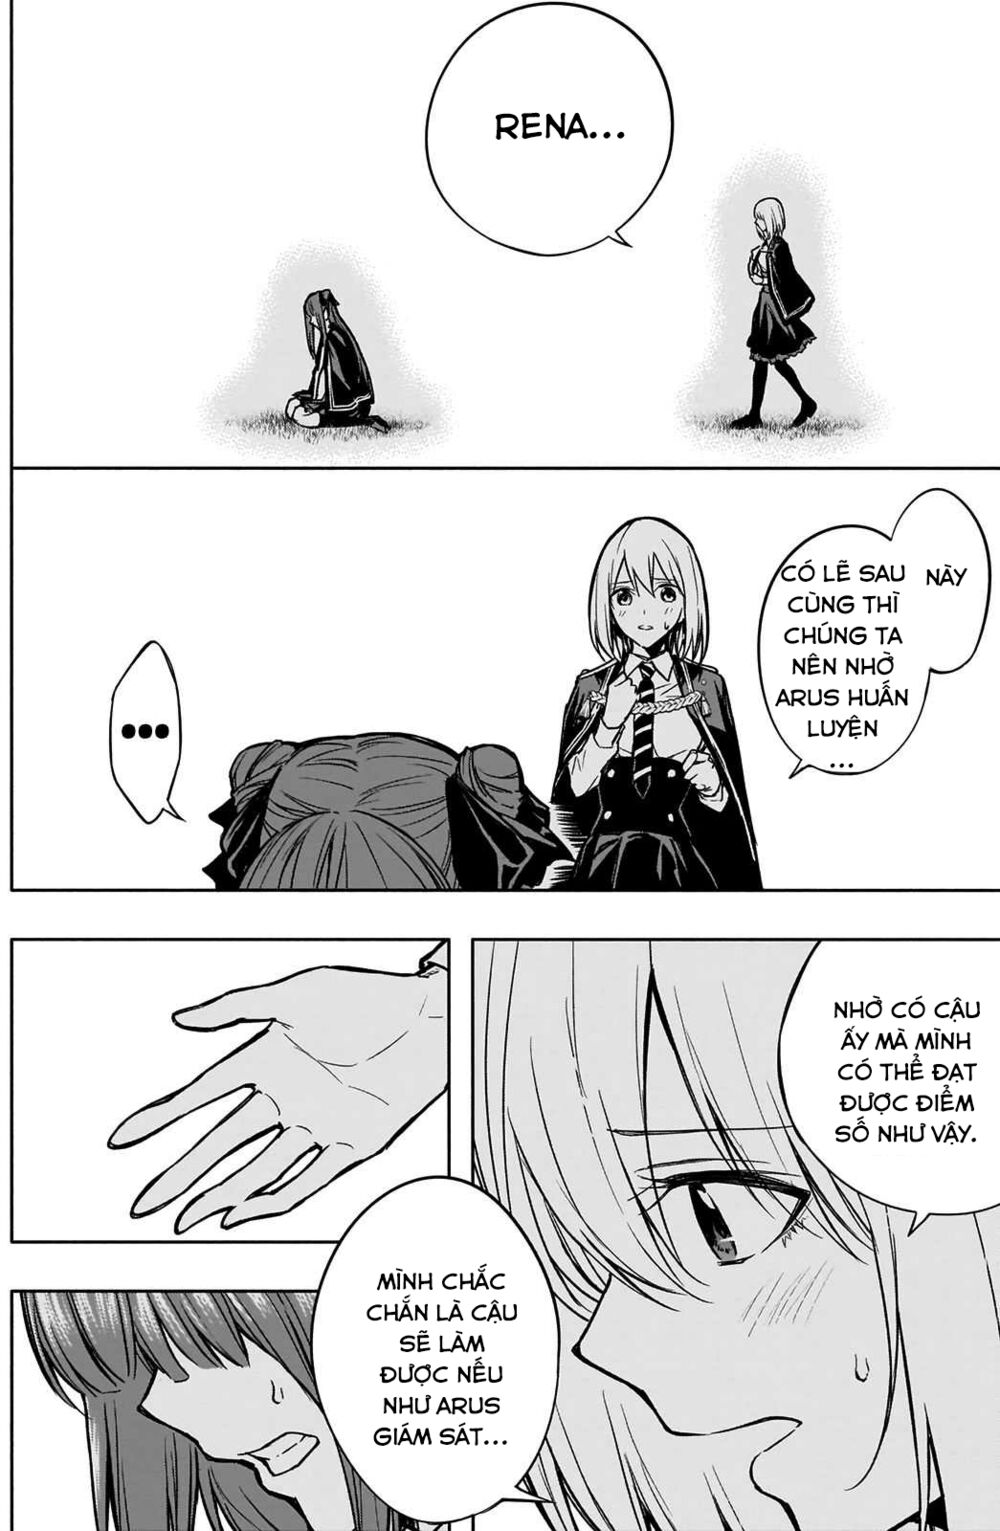 RENA...
NÀY
CÓ LẼ SAU
CÙNG THÌ
CHÚNG TA
NÊN NHỜ
ARUS HUẤN
LUYỆN
...
...
NHỜ CÓ CẬU
ẤY MÀ MÌNH
CÓ THỂ ĐẠT
ĐƯỢC ĐIỂM
SỐ NHƯ VẬY.
MÌNH CHẮC
CHẮN LÀ CẬU
SẼ LÀM
ĐƯỢC NẾU
NHƯ ARUS
GIÁM SÁT...